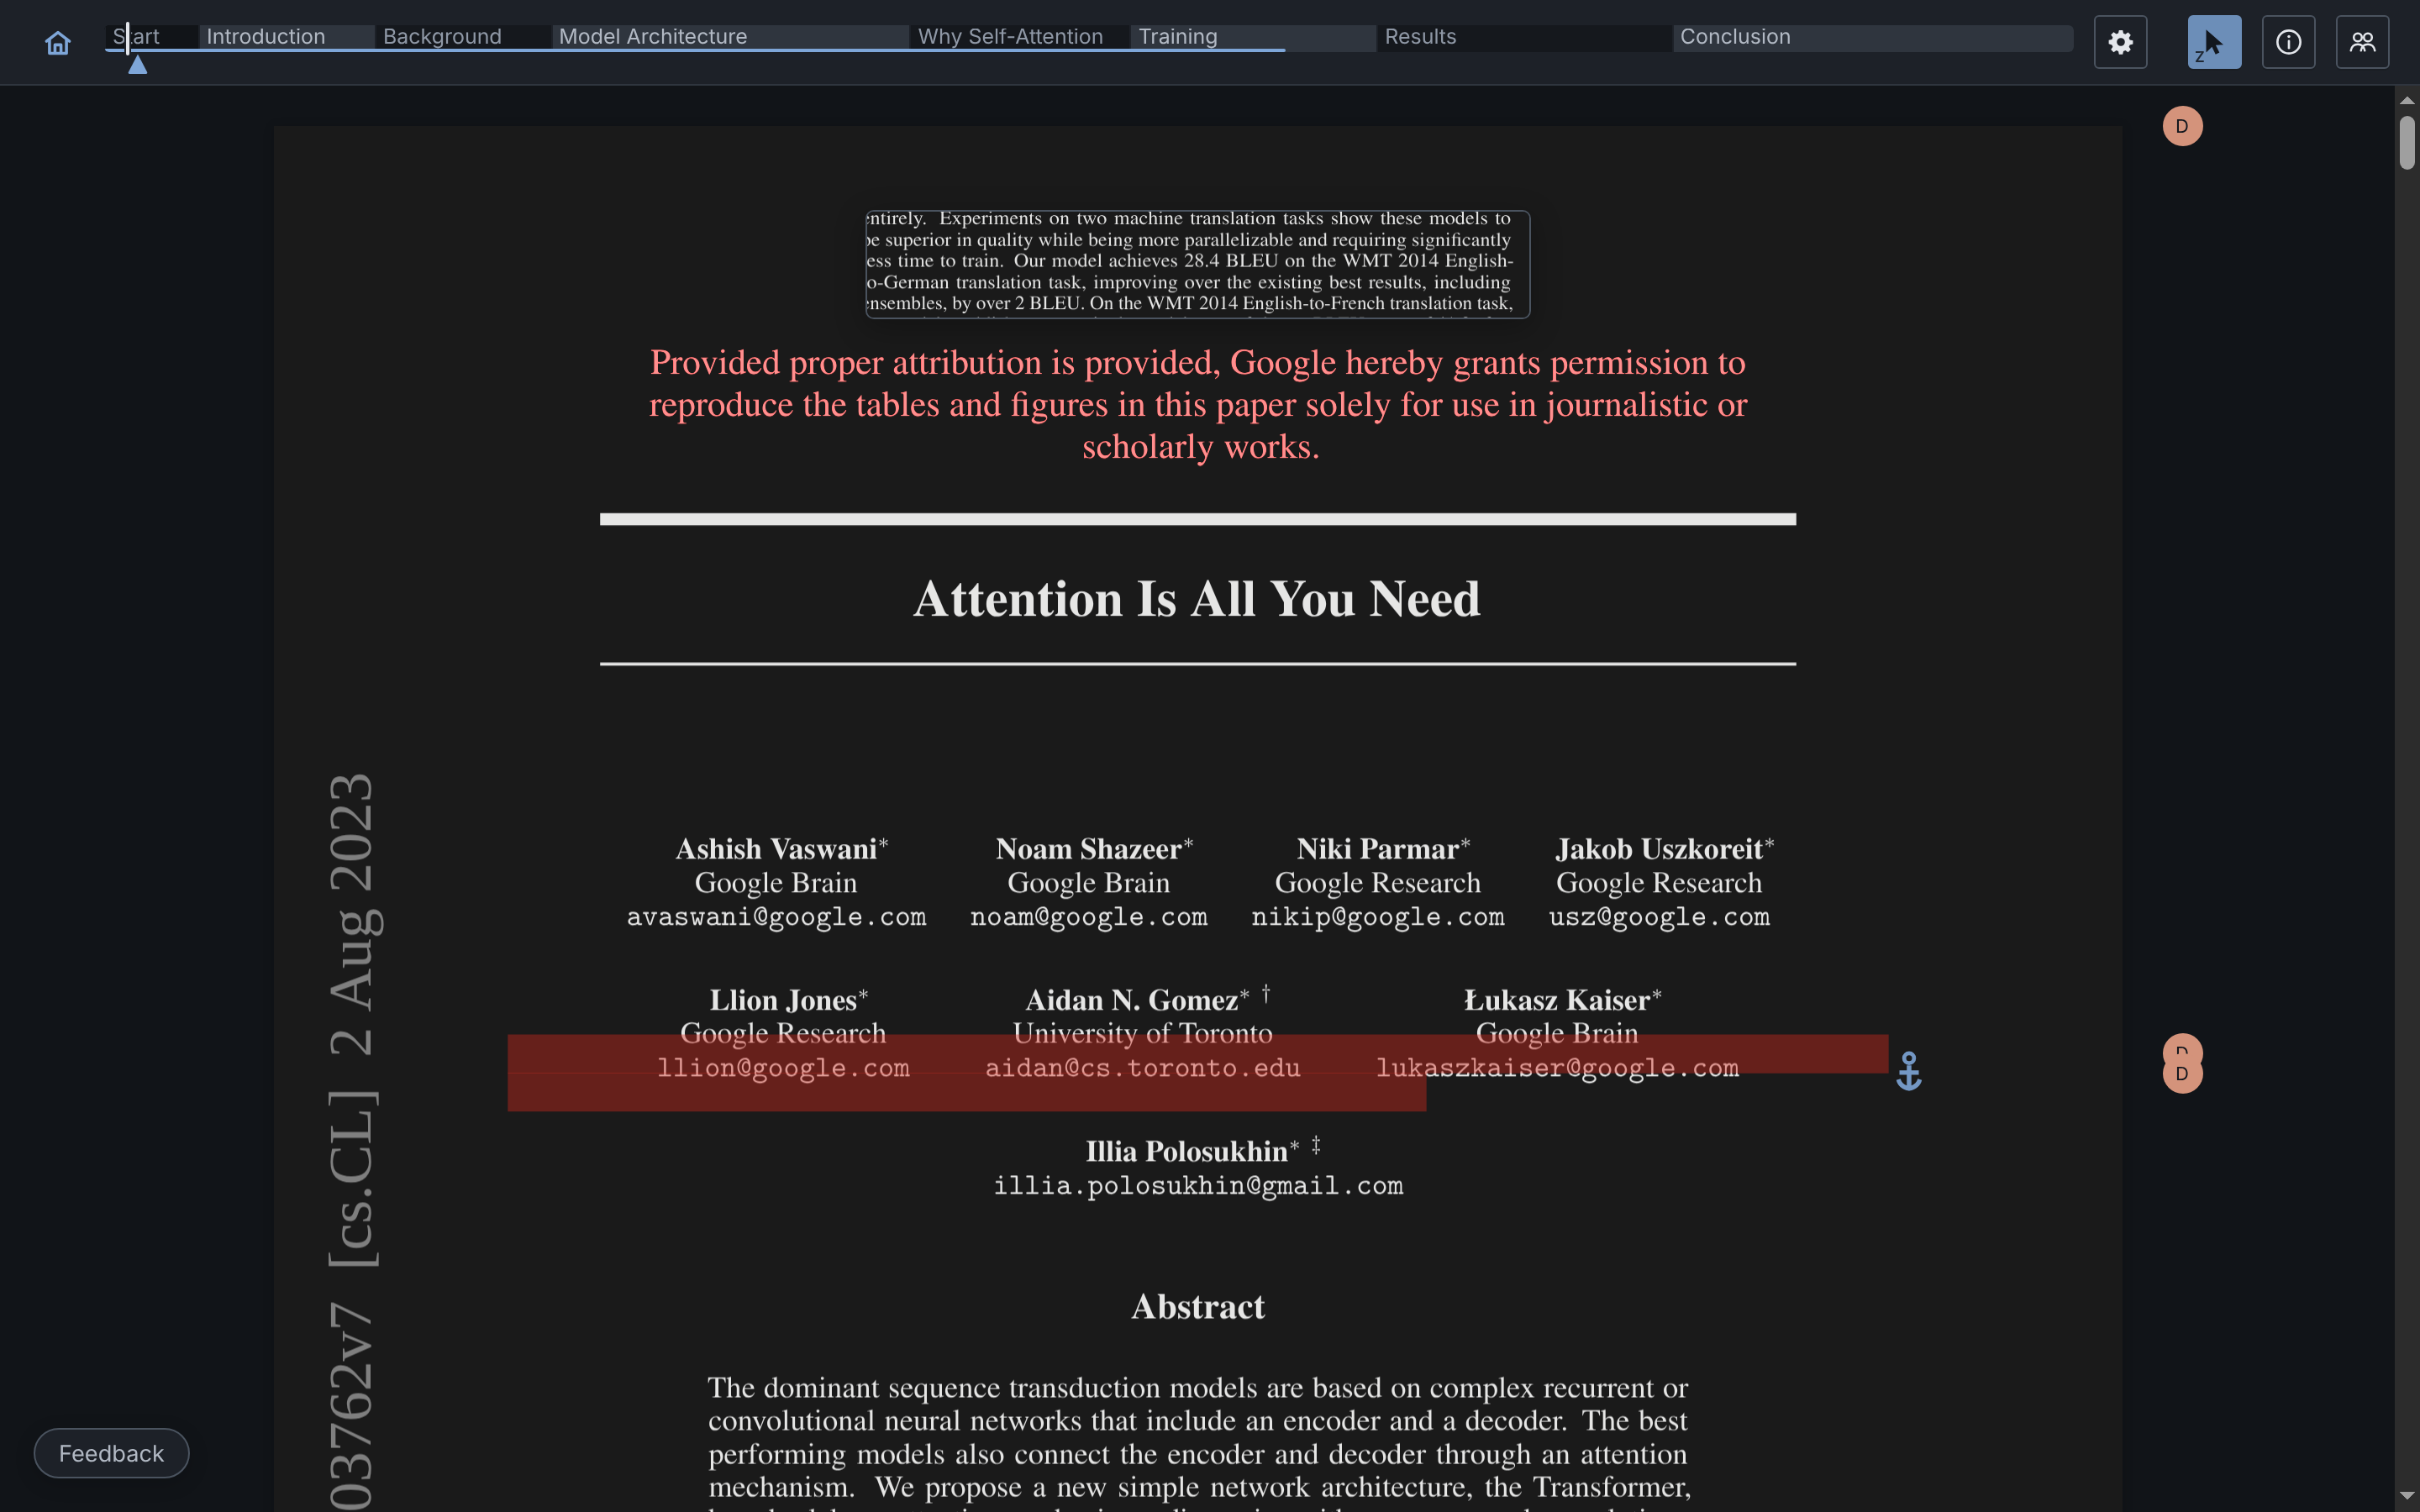 Start Introduction Background Model Architecture Why Self-Attention Training Results Conclusion
Z
D
entirely. Experiments on two machine translation tasks show these models to
be superior in quality while being more parallelizable and requiring significantly
ess time to train. Our model achieves 28.4 BLEU on the WMT 2014 English-
o-German translation task, improving over the existing best results, including
ensembles, by over 2 BLEU. On the WMT 2014 English-to-French translation task,
Provided proper attribution is provided, Google hereby grants permission to
reproduce the tables and figures in this paper solely for use in journalistic or
scholarly works.
Attention Is All You Need
Ashish Vaswani* Noam Shazeer* Niki Parmar* Jakob Uszkoreit*
Google Brain Google Brain Google Research Google Research
avaswani@google.com noam@google.com nikip@google.com usz@google.com
Llion Jones* Aidan N. Gomez* † Łukasz Kaiser*
Google Research University of Toronto Google Brain
llion@google.com aidan@cs.toronto.edu lukaszkaiser@google.com
D
D
Illia Polosukhin* ‡
illia.polosukhin@gmail.com
Abstract
The dominant sequence transduction models are based on complex recurrent or
convolutional neural networks that include an encoder and a decoder. The best
performing models also connect the encoder and decoder through an attention
mechanism. We propose a new simple network architecture, the Transformer,
03762v7 [cs.CL] 2 Aug 2023
Feedback